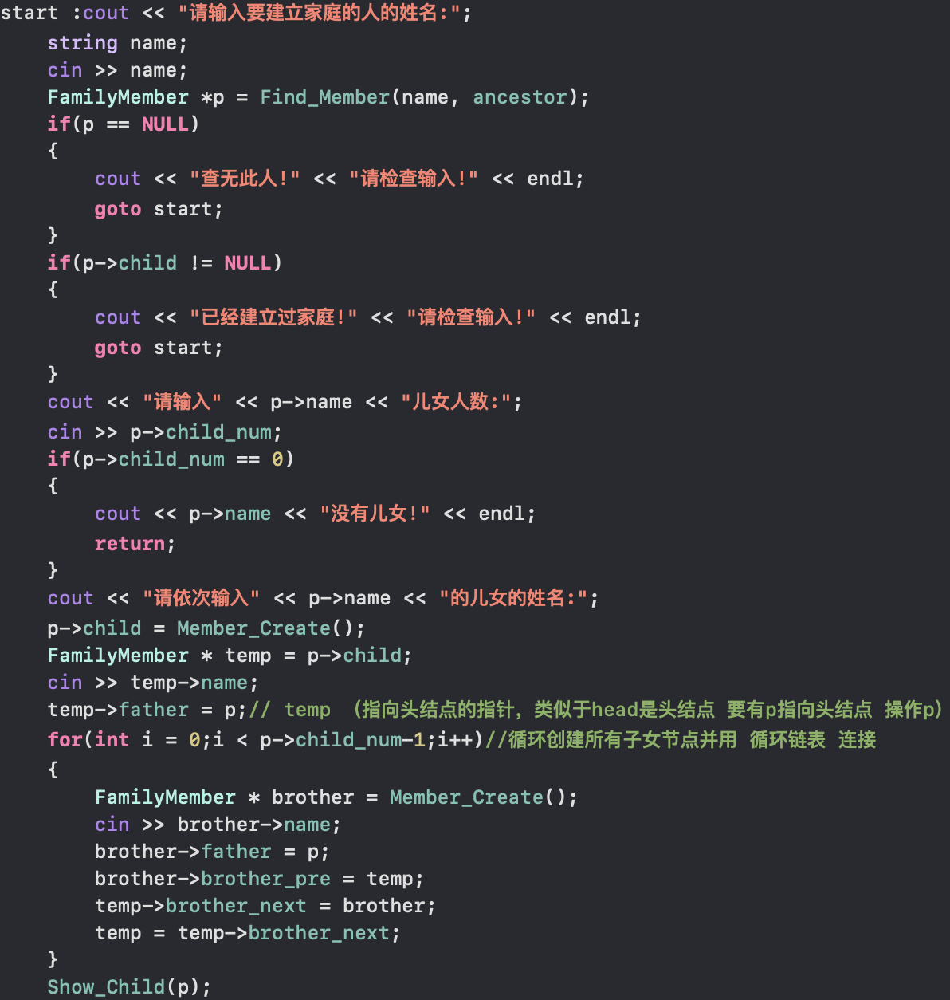 start :cout << "请输入要建立家庭的人的姓名:";
    string name;
    cin >> name;
    FamilyMember *p = Find_Member(name, ancestor);
    if(p == NULL)
    {
        cout << "查无此人!" << "请检查输入!" << endl;
        goto start;
    }
    if(p->child != NULL)
    {
        cout << "已经建立过家庭!" << "请检查输入!" << endl;
        goto start;
    }
    cout << "请输入" << p->name << "儿女人数:";
    cin >> p->child_num;
    if(p->child_num == 0)
    {
        cout << p->name << "没有儿女!" << endl;
        return;
    }
    cout << "请依次输入" << p->name << "的儿女的姓名:";
    p->child = Member_Create();
    FamilyMember * temp = p->child;
    cin >> temp->name;
    temp->father = p;// temp （指向头结点的指针，类似于head是头结点 要有p指向头结点 操作p）
    for(int i = 0;i < p->child_num-1;i++)//循环创建所有子女节点并用 循环链表 连接
    {
        FamilyMember * brother = Member_Create();
        cin >> brother->name;
        brother->father = p;
        brother->brother_pre = temp;
        temp->brother_next = brother;
        temp = temp->brother_next;
    }
    Show_Child(p);